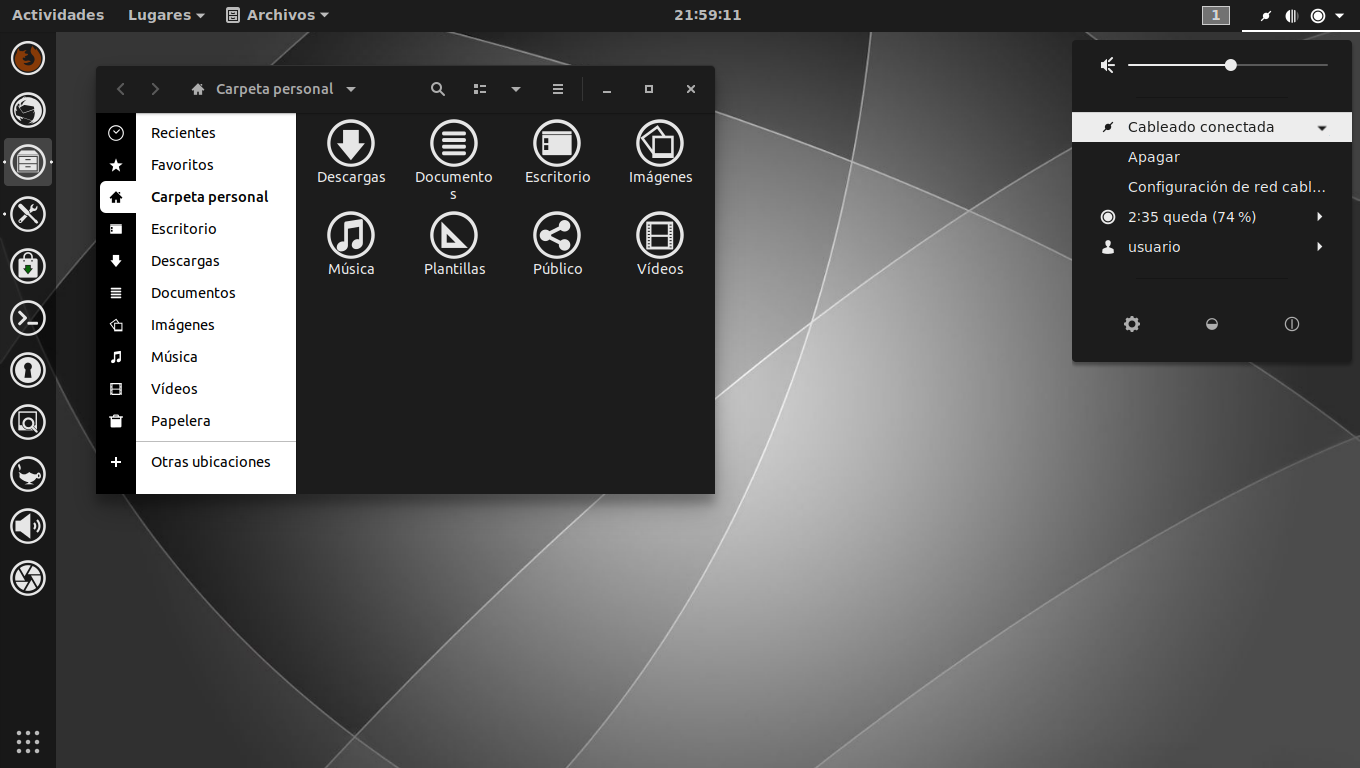 Actividades Lugares Archivos 21:59:11 1
Carpeta personal
Recientes
Favoritos
Carpeta personal
Escritorio
Descargas
Documentos
Imágenes
Música
Vídeos
Papelera
Otras ubicaciones
Descargas
Documento
s
Escritorio
Imágenes
Música
Plantillas
Público
Vídeos
Cableado conectada
Apagar
Configuración de red cabl...
2:35 queda (74 %)
usuario